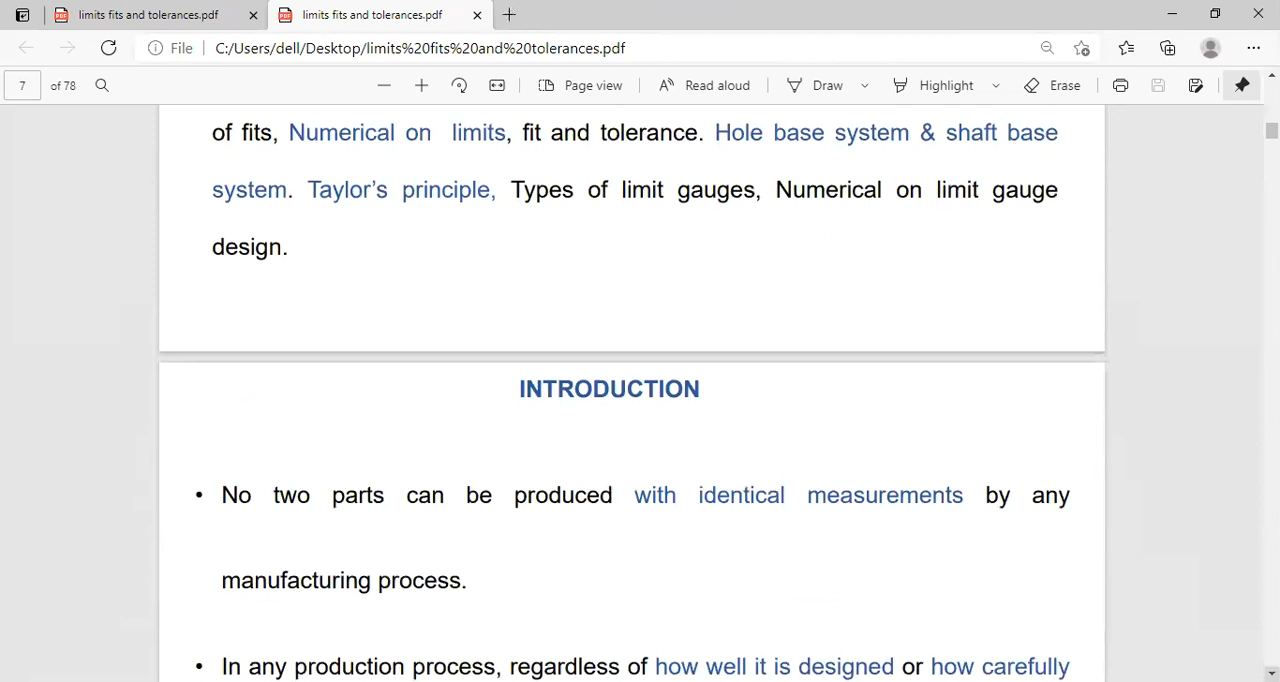 limits fits and tolerances.pdf
limits fits and tolerances.pdf
File
C:/Users/dell/Desktop/limits%20fits%20and%20tolerances.pdf
7 of 78
Page view
Read aloud
Draw
Highlight
Erase
of fits, Numerical on limits, fit and tolerance. Hole base system & shaft base
system. Taylor's principle, Types of limit gauges, Numerical on limit gauge
design.
INTRODUCTION
• No two parts can be produced with identical measurements by any
manufacturing process.
• In any production process, regardless of how well it is designed or how carefully